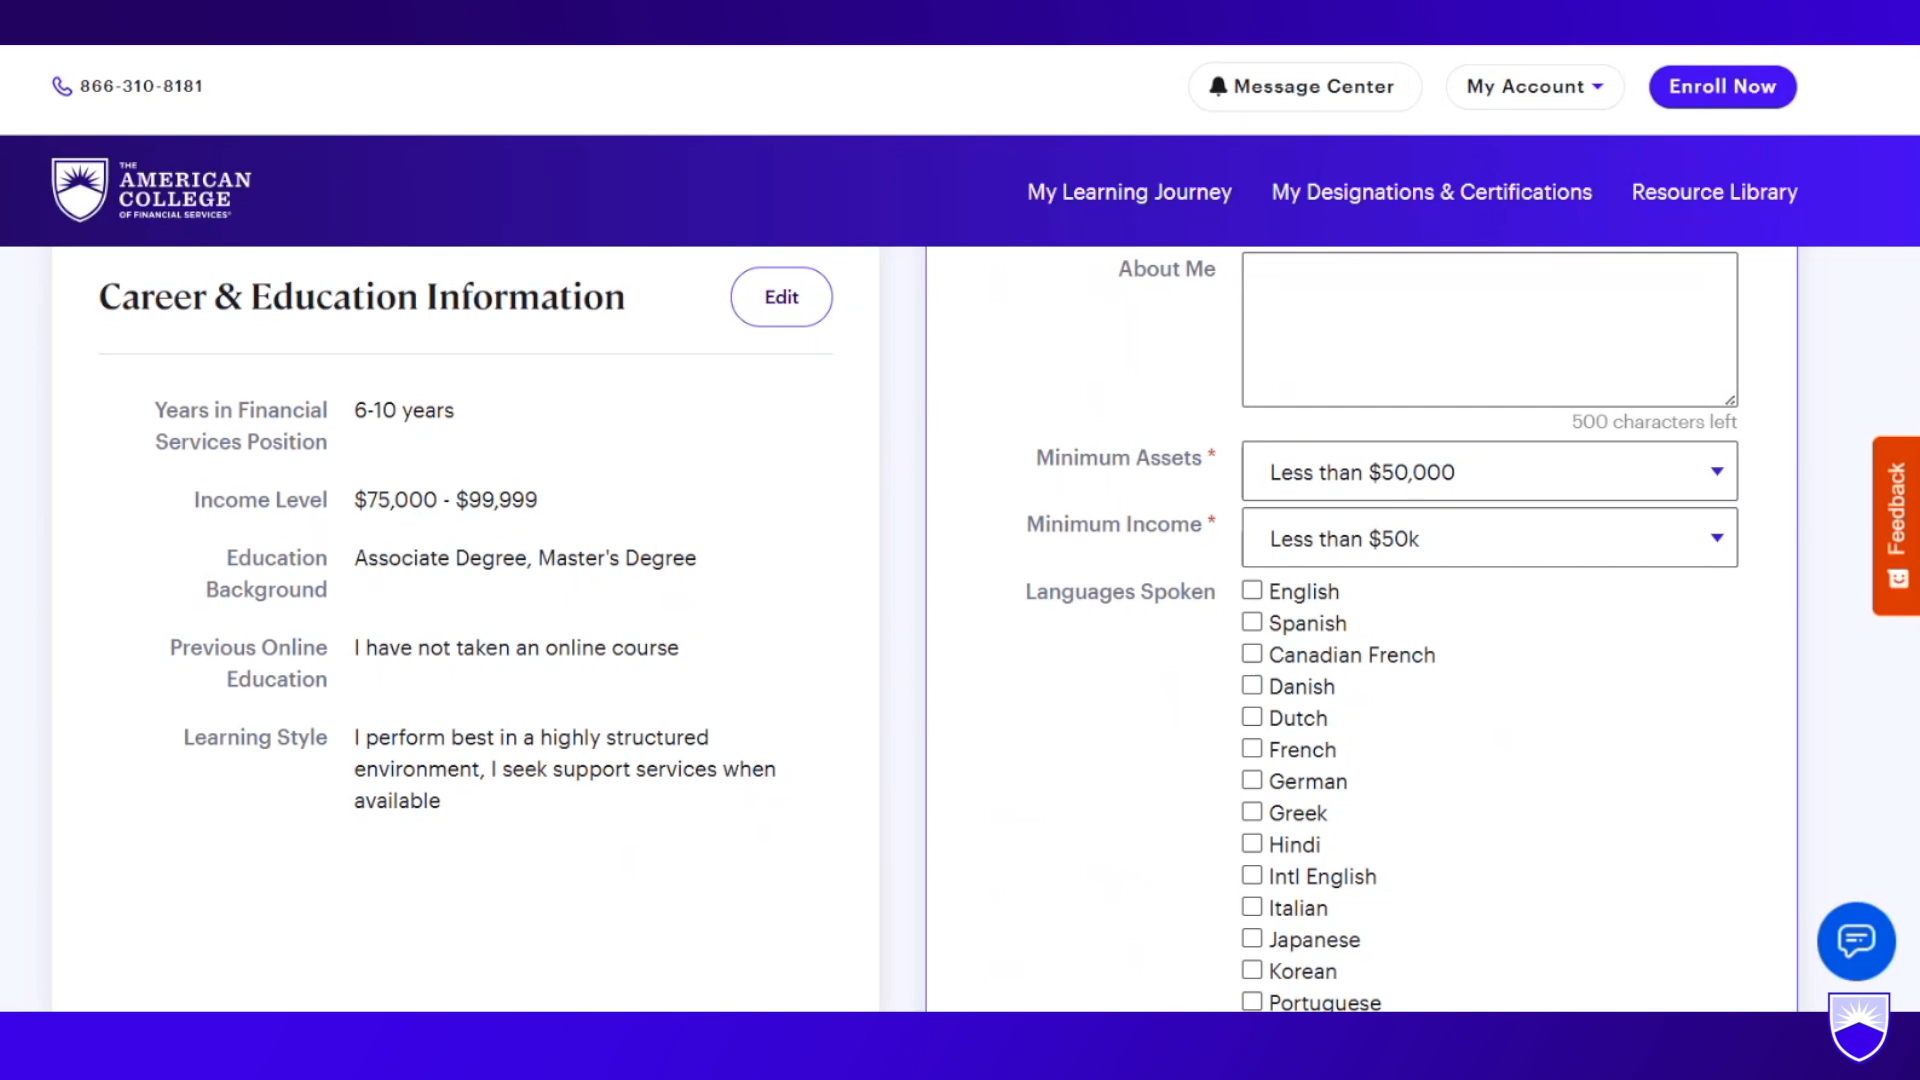 866-310-8181
Message Center
My Account
Enroll Now
THE
AMERICAN
COLLEGE
OF FINANCIAL SERVICES®
My Learning Journey
My Designations & Certifications
Resource Library
Career & Education Information
Edit
Years in Financial
Services Position
6-10 years
Income Level
$75,000 - $99,999
Education
Background
Associate Degree, Master's Degree
Previous Online
Education
I have not taken an online course
Learning Style
I perform best in a highly structured
environment, I seek support services when
available
About Me
500 characters left
Minimum Assets *
Less than $50,000
Minimum Income *
Less than $50k
Languages Spoken
English
Spanish
Canadian French
Danish
Dutch
French
German
Greek
Hindi
Intl English
Italian
Japanese
Korean
Portuguese
Feedback